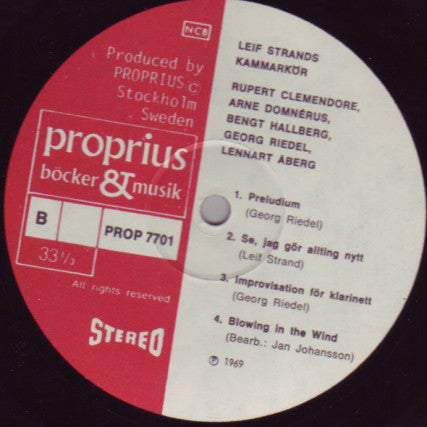 NCB
Produced by
PROPRIUS ©
Stockholm
Sweden
proprius
böcker & musik
B
PROP 7701
33 1/3
All rights reserved
STEREO
LEIF STRANDS
KAMMARKÖR
RUPERT CLEMENDORE,
ARNE DOMNÉRUS,
BENGT HALLBERG,
GEORG RIEDEL,
LENNART ÅBERG
1. Preludium
(Georg Riedel)
2. Se, jag gör allting nytt
(Leif Strand)
3. Improvisation för klarinett
(Georg Riedel)
4. Blowing in the Wind
(Bearb.: Jan Johansson)
℗ 1969